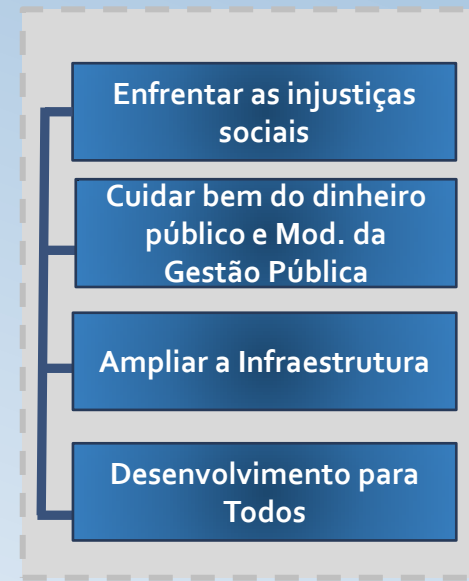 Enfrentar as injustiças
sociais
Cuidar bem do dinheiro
público e Mod. da
Gestão Pública
Ampliar a Infraestrutura
Desenvolvimento para
Todos